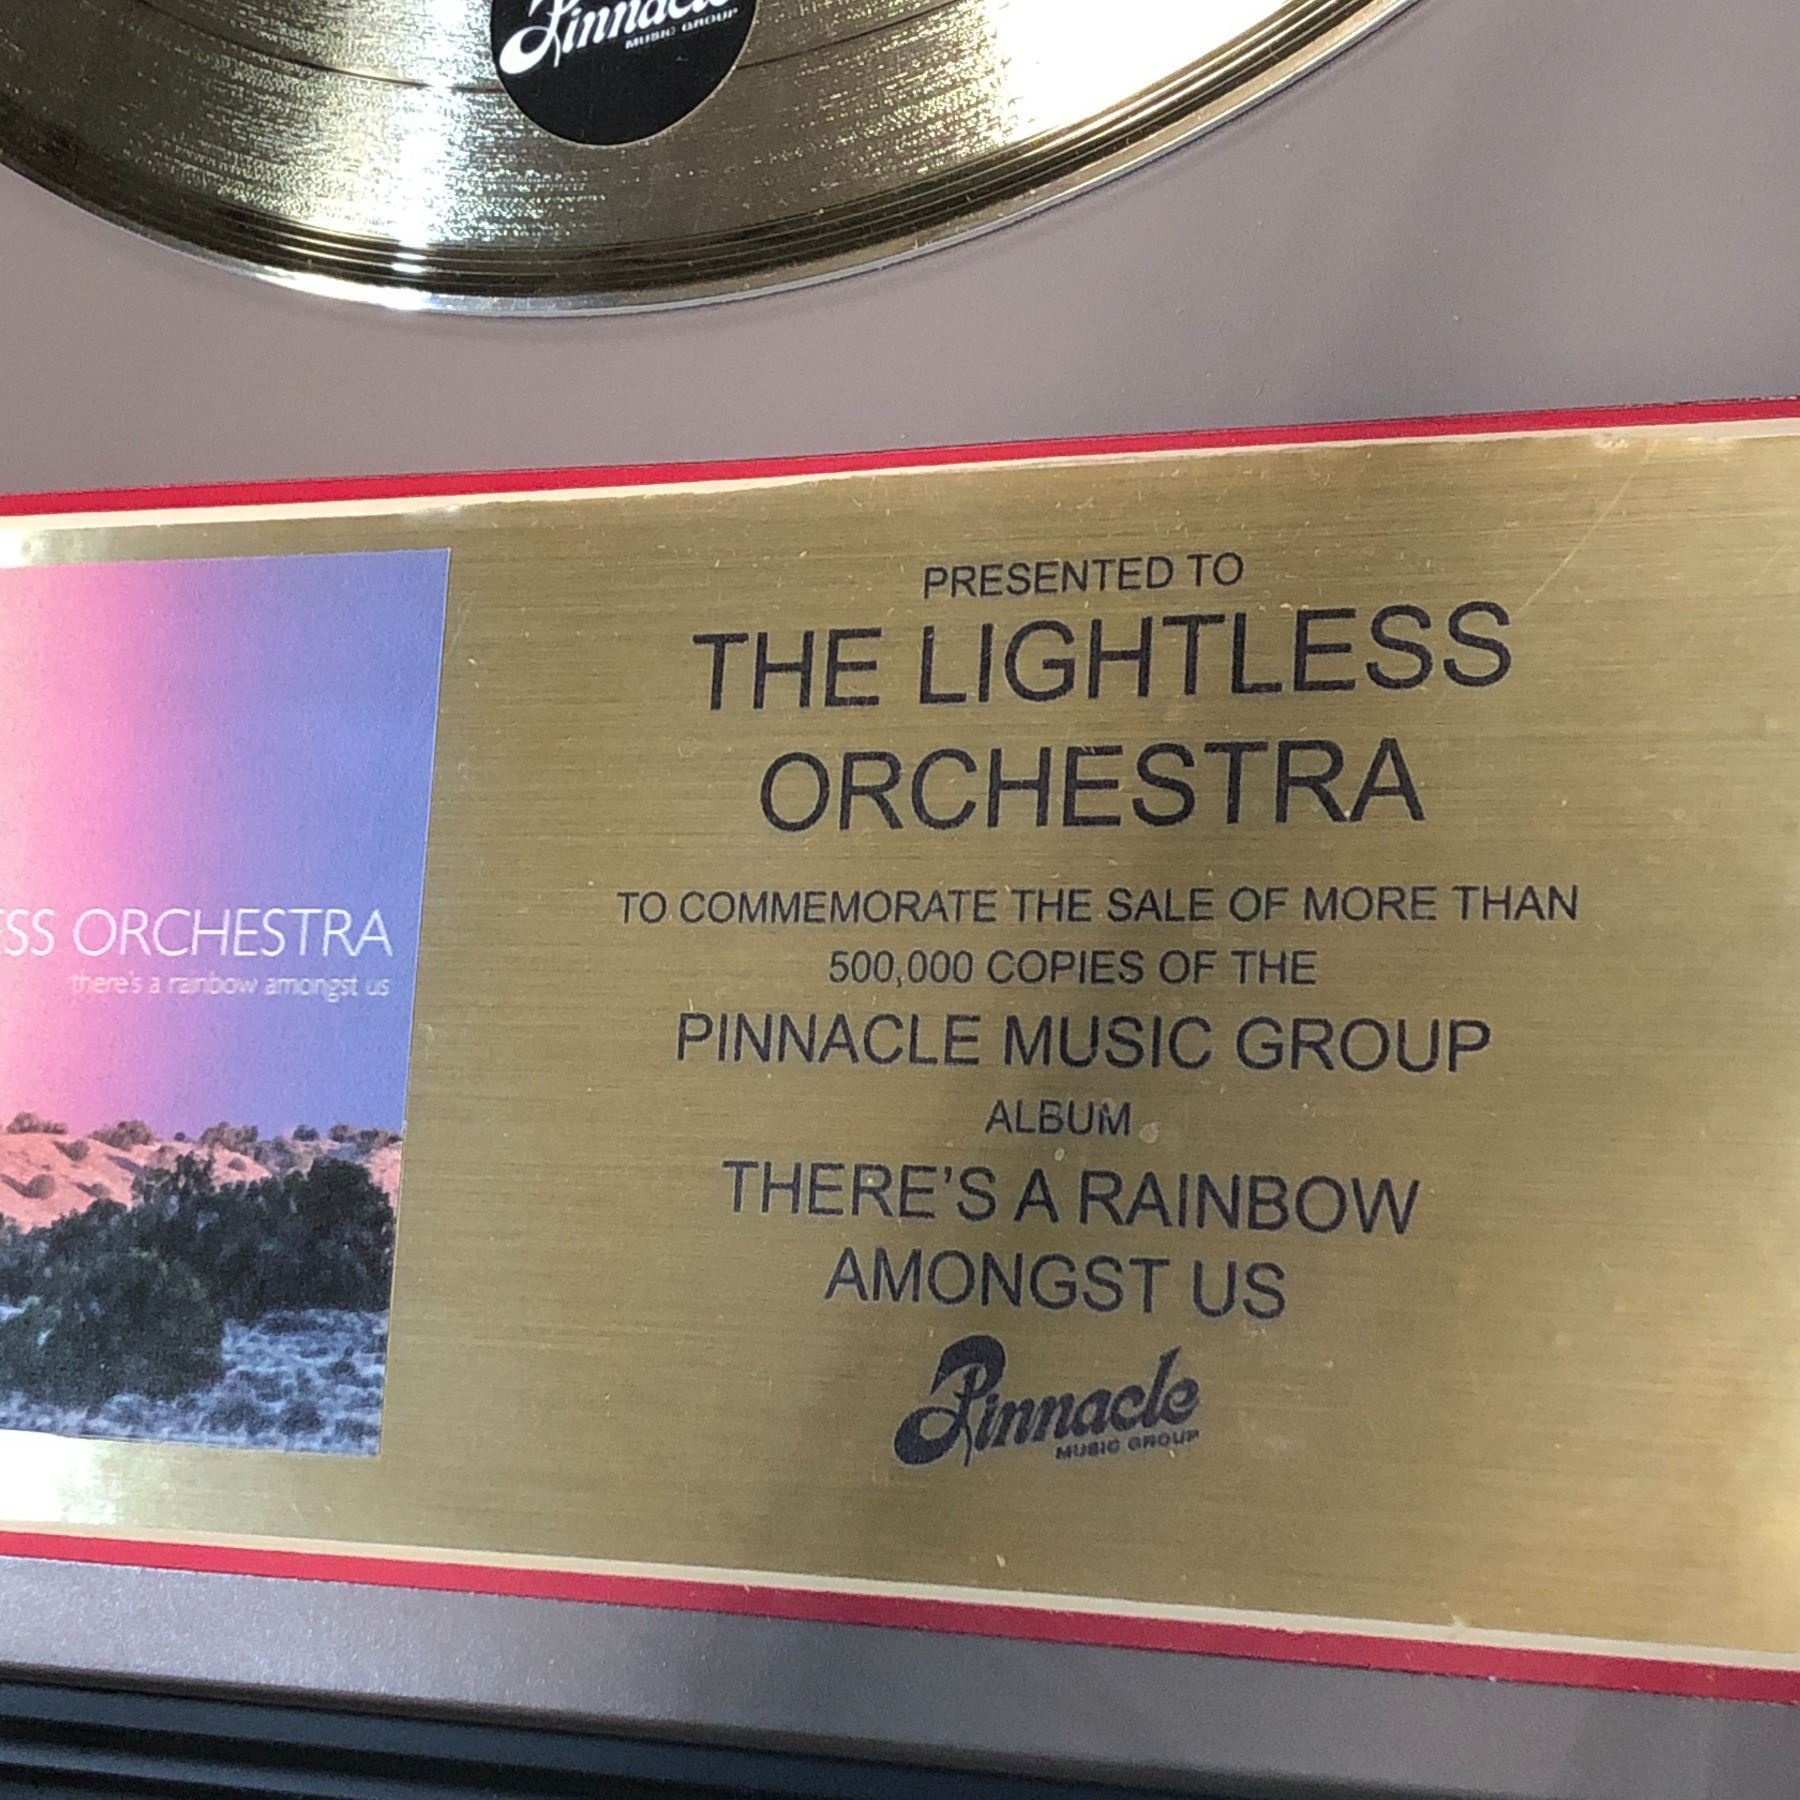 Pinnacle
MUSIC GROUP
ESS ORCHESTRA
there's a rainbow amongst us
PRESENTED TO
THE LIGHTLESS
ORCHESTRA
TO COMMEMORATE THE SALE OF MORE THAN
500,000 COPIES OF THE
PINNACLE MUSIC GROUP
ALBUM
THERE'S A RAINBOW
AMONGST US
Pinnacle
MUSIC GROUP